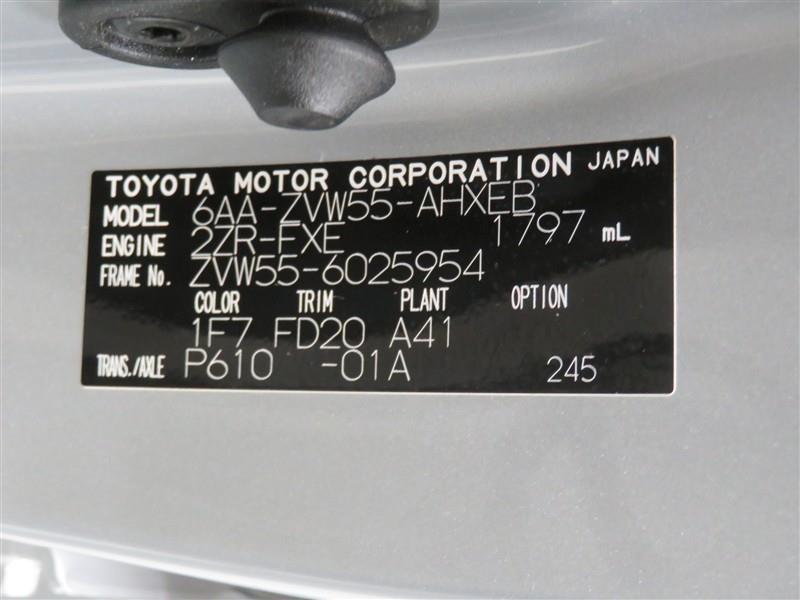 TOYOTA MOTOR CORPORATION JAPAN
MODEL 6AA-ZVW55-AHXEB
ENGINE 2ZR-FXE 1797 mL
FRAME No. ZVW55-6025954
COLOR TRIM PLANT OPTION
1F7 FD20 A41
TRANS./AXLE P610 -01A 245